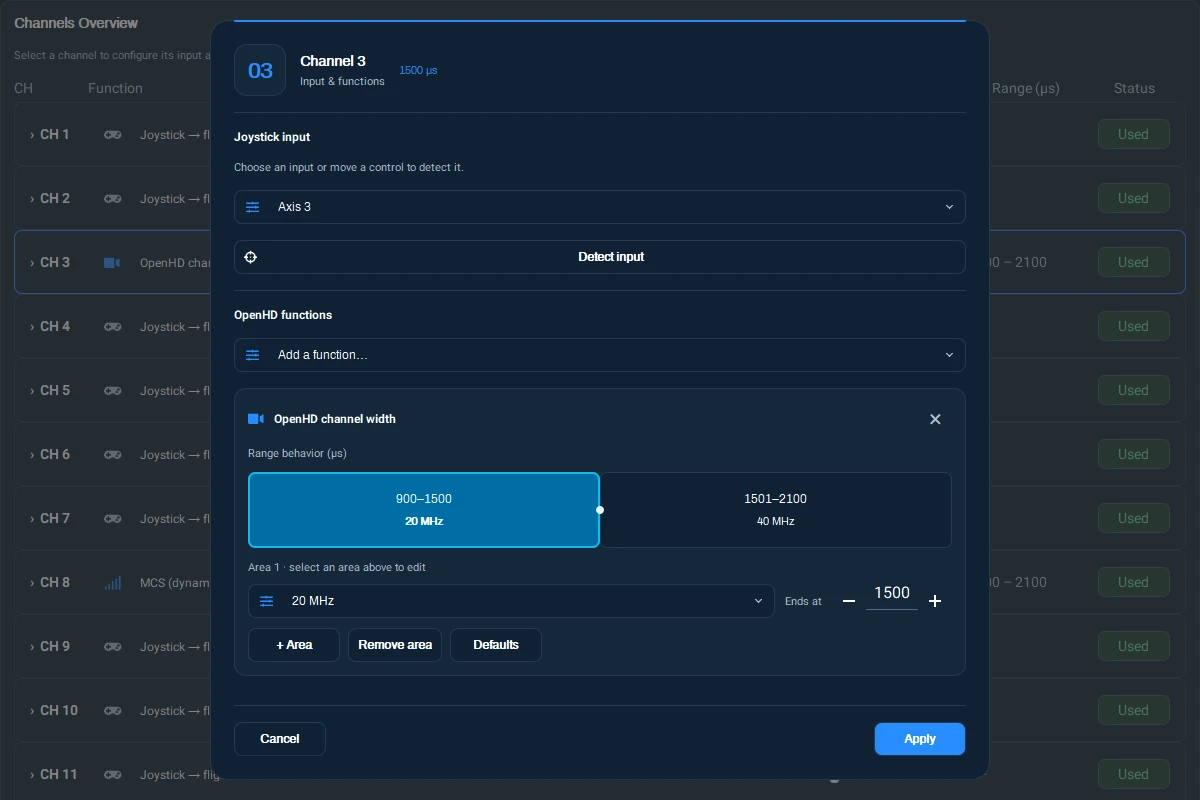 Channels Overview
Select a channel to configure its input a
CH Function Range (µs) Status
03
Channel 3
Input & functions
1500 µs
Joystick input
Choose an input or move a control to detect it.
Axis 3
Detect input
OpenHD functions
Add a function…
OpenHD channel width
Range behavior (µs)
900–1500
20 MHz
1501–2100
40 MHz
Area 1 · select an area above to edit
20 MHz
Ends at
1500
+ Area
Remove area
Defaults
Cancel
Apply
› CH 1 Joystick → fl Used
› CH 2 Joystick → fl Used
› CH 3 OpenHD chan 00 – 2100 Used
› CH 4 Joystick → fl Used
› CH 5 Joystick → fl Used
› CH 6 Joystick → fl Used
› CH 7 Joystick → fl Used
› CH 8 MCS (dynam 00 – 2100 Used
› CH 9 Joystick → fl Used
› CH 10 Joystick → fl Used
› CH 11 Joystick → flig Used